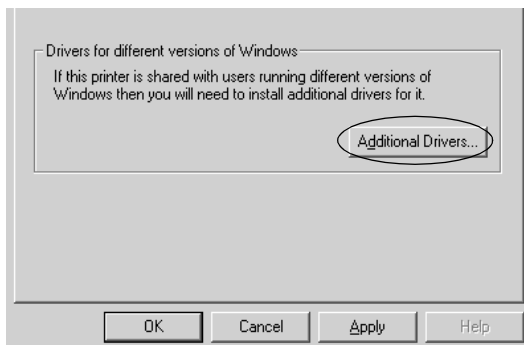 Drivers for different versions of Windows
If this printer is shared with users running different versions of
Windows then you will need to install additional drivers for it.
Additional Drivers...
OK Cancel Apply Help